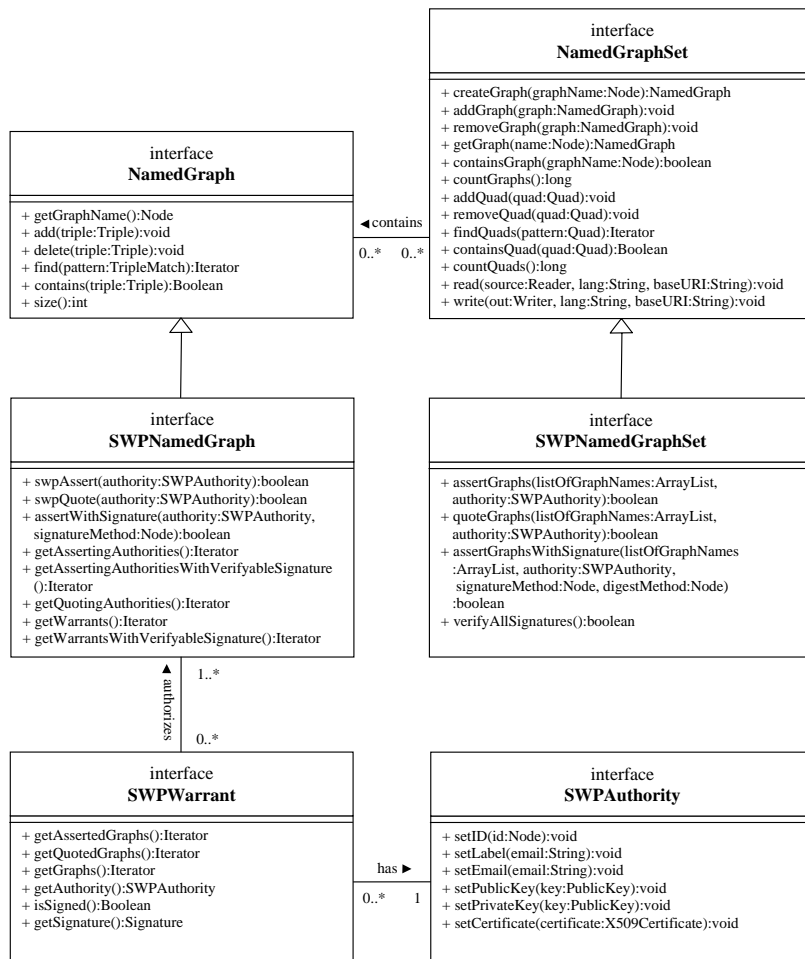 interface
NamedGraphSet
+ createGraph(graphName:Node):NamedGraph
+ addGraph(graph:NamedGraph):void
+ removeGraph(graph:NamedGraph):void
+ getGraph(name:Node):NamedGraph
+ containsGraph(graphName:Node):boolean
+ countGraphs():long
+ addQuad(quad:Quad):void
+ removeQuad(quad:Quad):void
+ findQuads(pattern:Quad):Iterator
+ containsQuad(quad:Quad):Boolean
+ countQuads():long
+ read(source:Reader, lang:String, baseURI:String):void
+ write(out:Writer, lang:String, baseURI:String):void
interface
NamedGraph
+ getGraphName():Node
+ add(triple:Triple):void
+ delete(triple:Triple):void
+ find(pattern:TripleMatch):Iterator
+ contains(triple:Triple):Boolean
+ size():int
◄ contains
0..* 0..*
interface
SWPNamedGraph
+ swpAssert(authority:SWPAuthority):boolean
+ swpQuote(authority:SWPAuthority):boolean
+ assertWithSignature(authority:SWPAuthority,
signatureMethod:Node):boolean
+ getAssertingAuthorities():Iterator
+ getAssertingAuthoritiesWithVerifyableSignature
():Iterator
+ getQuotingAuthorities():Iterator
+ getWarrants():Iterator
+ getWarrantsWithVerifyableSignature():Iterator
interface
SWPNamedGraphSet
+ assertGraphs(listOfGraphNames:ArrayList,
authority:SWPAuthority):boolean
+ quoteGraphs(listOfGraphNames:ArrayList,
authority:SWPAuthority):boolean
+ assertGraphsWithSignature(listOfGraphNames
:ArrayList, authority:SWPAuthority,
signatureMethod:Node, digestMethod:Node)
:boolean
+ verifyAllSignatures():boolean
1..*
authorizes ►
0..*
interface
SWPWarrant
+ getAssertedGraphs():Iterator
+ getQuotedGraphs():Iterator
+ getGraphs():Iterator
+ getAuthority():SWPAuthority
+ isSigned():Boolean
+ getSignature():Signature
has ►
0..* 1
interface
SWPAuthority
+ setID(id:Node):void
+ setLabel(email:String):void
+ setEmail(email:String):void
+ setPublicKey(key:PublicKey):void
+ setPrivateKey(key:PublicKey):void
+ setCertificate(certificate:X509Certificate):void